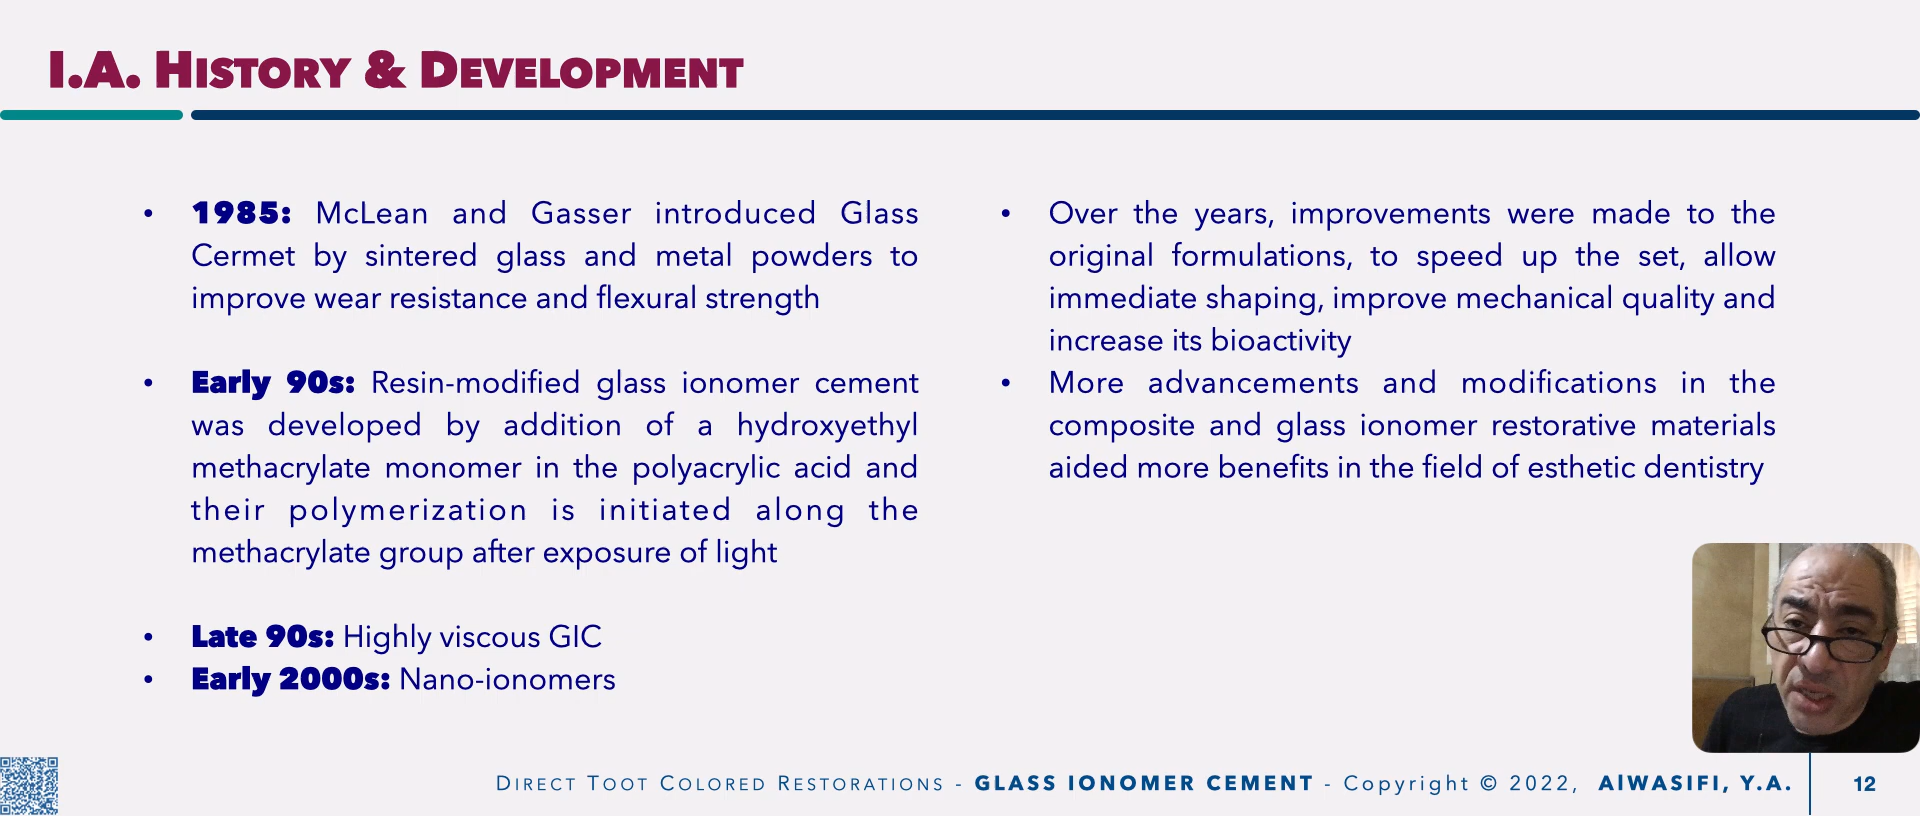 I.A. History & Development
• 1985: McLean and Gasser introduced Glass
Cermet by sintered glass and metal powders to
improve wear resistance and flexural strength
• Early 90s: Resin-modified glass ionomer cement
was developed by addition of a hydroxyethyl
methacrylate monomer in the polyacrylic acid and
their polymerization is initiated along the
methacrylate group after exposure of light
• Late 90s: Highly viscous GIC
• Early 2000s: Nano-ionomers
• Over the years, improvements were made to the
original formulations, to speed up the set, allow
immediate shaping, improve mechanical quality and
increase its bioactivity
• More advancements and modifications in the
composite and glass ionomer restorative materials
aided more benefits in the field of esthetic dentistry
Direct Toot Colored Restorations - GLASS IONOMER CEMENT - Copyright © 2022, AlWASIFI, Y.A. 12